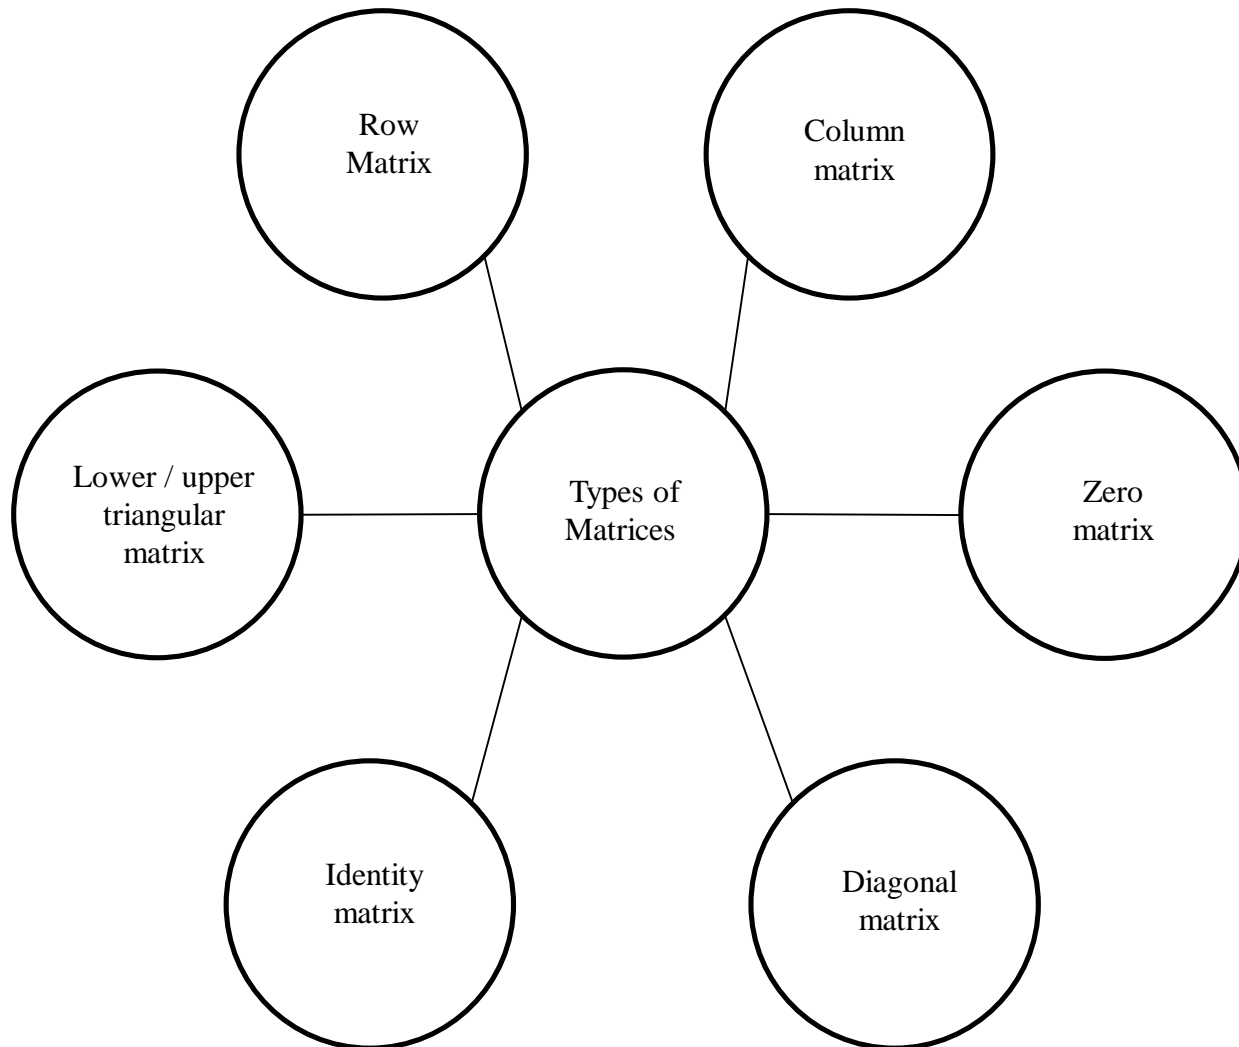 Row
Matrix
Column
matrix
Lower / upper
triangular
matrix
Types of
Matrices
Zero
matrix
Identity
matrix
Diagonal
matrix